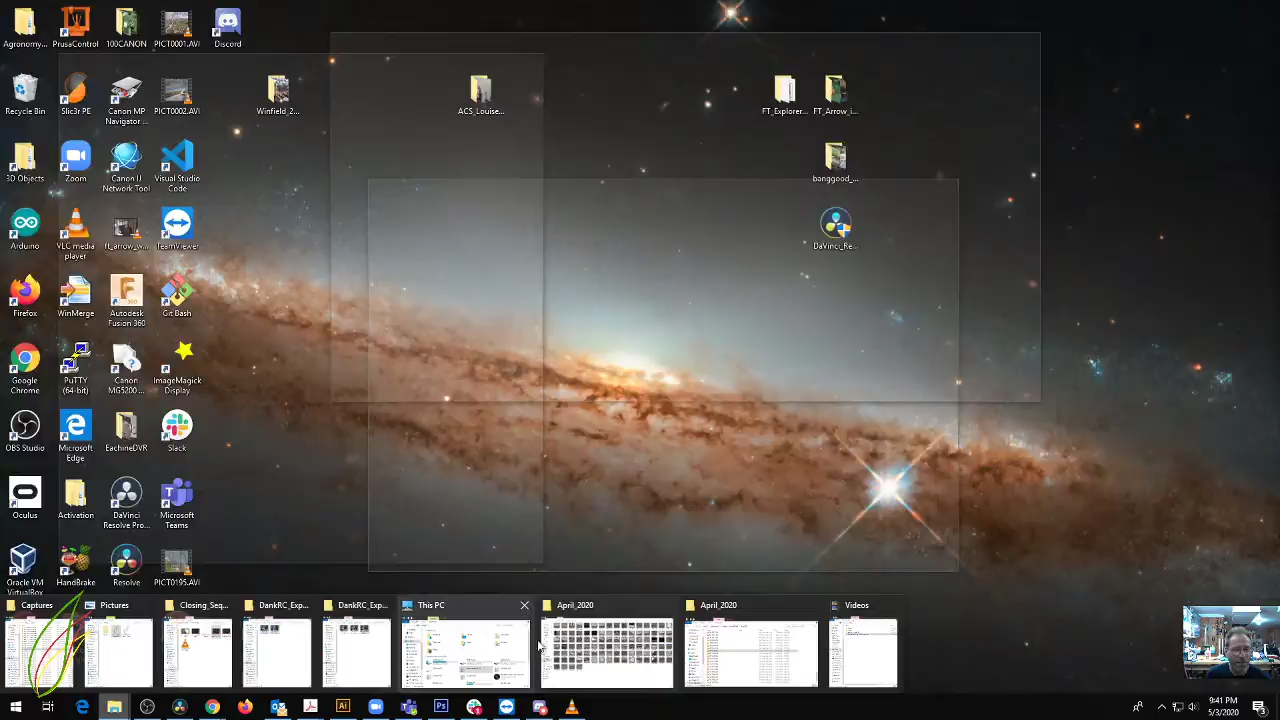 Agronomy...
PrusaControl
100CANON
PICT0001.AVI
Discord
Recycle Bin
Slic3r PE
Canon MP
Navigator ...
PICT0002.AVI
Winfield_2...
ACS_Louise...
FT_Explorer...
FT_Arrow_i...
3D Objects
Zoom
Canon IJ
Network Tool
Visual Studio
Code
banggood_...
Arduino
VLC media
player
ft_arrow_w...
TeamViewer
DaVinci_Re...
Firefox
WinMerge
Autodesk
Fusion 360
Git Bash
Google
Chrome
PuTTY
(64-bit)
Canon
MG5200 ...
ImageMagick
Display
OBS Studio
Microsoft
Edge
EachineDVR
Slack
Oculus
Activation
DaVinci
Resolve Pro...
Microsoft
Teams
Oracle VM
VirtualBox
HandBrake
Resolve
PICT0195.AVI
Captures
Pictures
Closing_Seq...
DankRC_Exp...
DankRC_Exp...
This PC
April_2020
April_2020
Videos
9:41 PM
5/3/2020